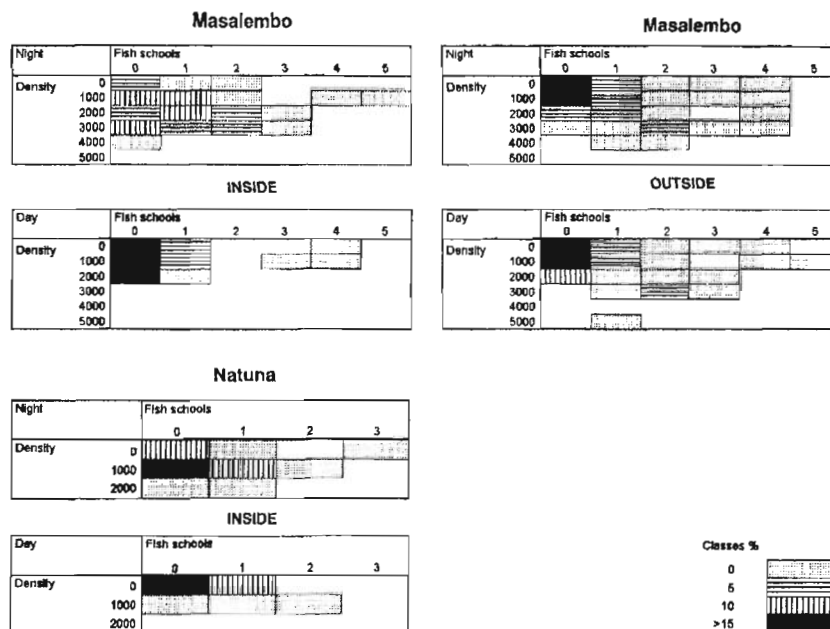 Masalembo
Night Fish schools
0 1 2 3 4 5
Density 0
1000
2000
3000
4000
5000
INSIDE
Day Fish schools
0 1 2 3 4 5
Density 0
1000
2000
3000
4000
5000
Masalembo
Night Fish schools
0 1 2 3 4 5
Density 0
1000
2000
3000
4000
5000
OUTSIDE
Day Fish schools
0 1 2 3 4 5
Density 0
1000
2000
3000
4000
5000
Natuna
Night Fish schools
0 1 2 3
Density 0
1000
2000
INSIDE
Day Fish schools
0 1 2 3
Density 0
1000
2000
Classes %
0
5
10
>15